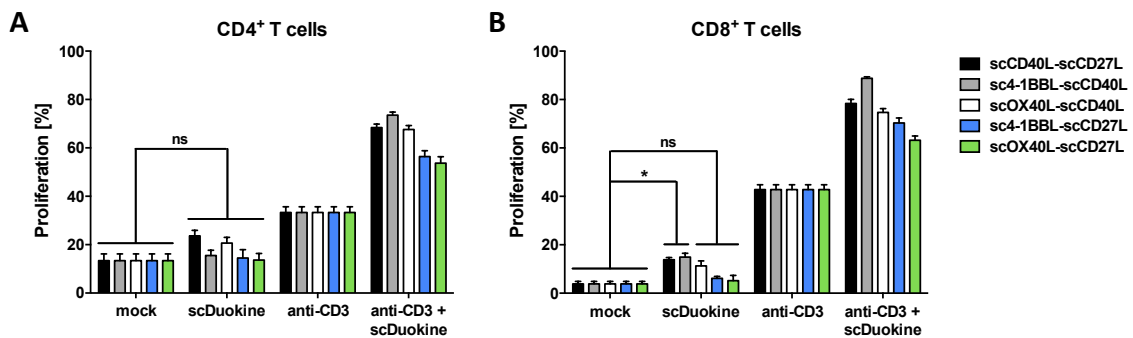 A
CD4⁺ T cells
Proliferation [%]
100
80
60
40
20
0
ns
mock
scDuokine
anti-CD3
anti-CD3 +
scDuokine
B
CD8⁺ T cells
Proliferation [%]
100
80
60
40
20
0
ns
*
mock
scDuokine
anti-CD3
anti-CD3 +
scDuokine
scCD40L-scCD27L
sc4-1BBL-scCD40L
scOX40L-scCD40L
sc4-1BBL-scCD27L
scOX40L-scCD27L